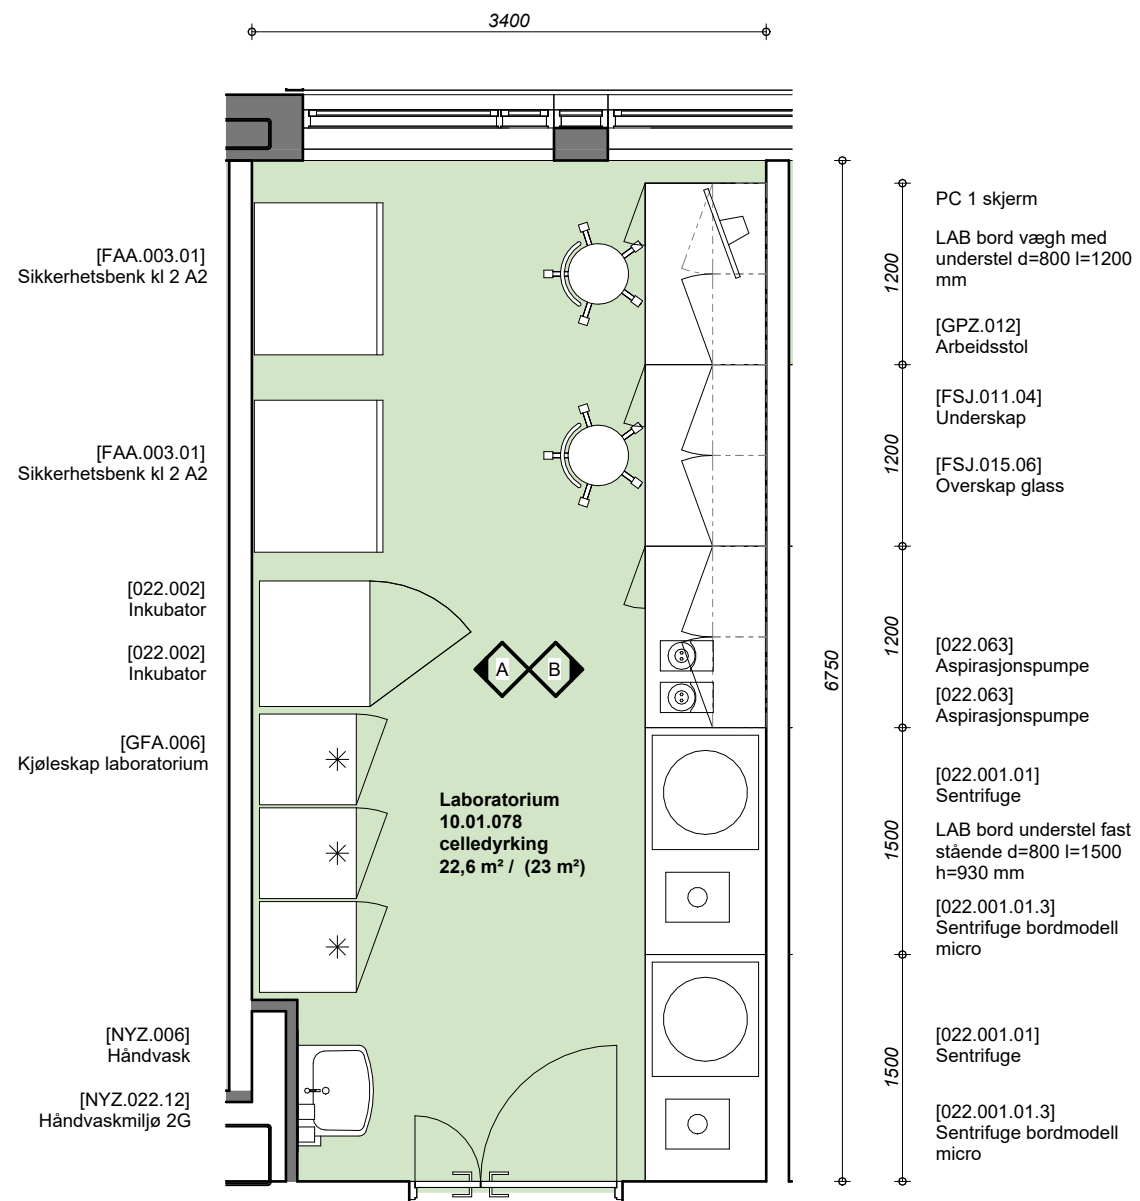 3400
[FAA.003.01]
Sikkerhetsbenk kl 2 A2
[FAA.003.01]
Sikkerhetsbenk kl 2 A2
[022.002]
Inkubator
[022.002]
Inkubator
[GFA.006]
Kjøleskap laboratorium
[NYZ.006]
Håndvask
[NYZ.022.12]
Håndvaskmiljø 2G
A
B
Laboratorium
10.01.078
celledyrking
22,6 m² / (23 m²)
6750
1200
1200
1200
1500
1500
PC 1 skjerm
LAB bord vægh med
understel d=800 l=1200
mm
[GPZ.012]
Arbeidsstol
[FSJ.011.04]
Underskap
[FSJ.015.06]
Overskap glass
[022.063]
Aspirasjonspumpe
[022.063]
Aspirasjonspumpe
[022.001.01]
Sentrifuge
LAB bord understel fast
stående d=800 l=1500
h=930 mm
[022.001.01.3]
Sentrifuge bordmodell
micro
[022.001.01]
Sentrifuge
[022.001.01.3]
Sentrifuge bordmodell
micro